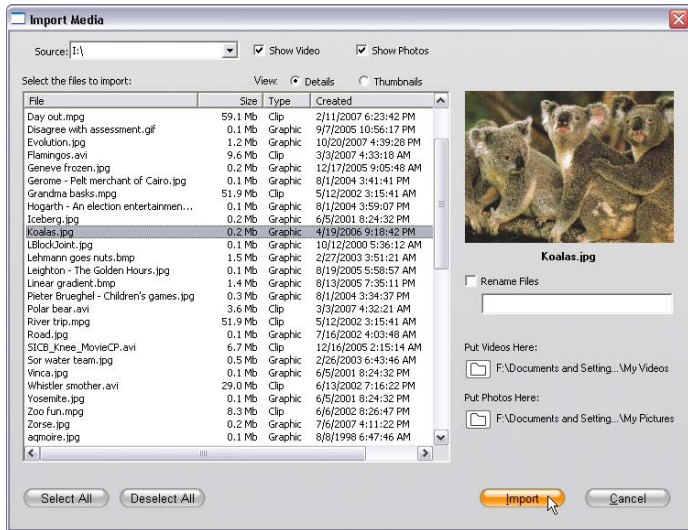 Import Media
Source: I:\ Show Video Show Photos
Select the files to import: View: Details Thumbnails
File Size Type Created
Day out.mpg 59.1 Mb Clip 2/11/2007 6:23:42 PM
Disagree with assessment.gif 0.1 Mb Graphic 9/7/2005 10:56:17 PM
Evolution.jpg 1.2 Mb Graphic 10/20/2007 4:39:28 PM
Flamingos.avi 9.6 Mb Clip 3/3/2007 4:33:18 AM
Geneve frozen.jpg 0.2 Mb Graphic 12/17/2005 9:05:48 AM
Gerome - Pelt merchant of Cairo.jpg 0.1 Mb Graphic 8/1/2004 3:41:41 PM
Grandma basks.mpg 51.9 Mb Clip 5/12/2002 3:15:41 AM
Hogarth - An election entertainmen... 0.1 Mb Graphic 8/1/2004 3:59:07 PM
Iceberg.jpg 0.2 Mb Graphic 6/5/2001 8:24:32 PM
Koalas.jpg 0.2 Mb Graphic 4/19/2006 9:18:42 PM
LBlockJoint.jpg 0.1 Mb Graphic 10/12/2000 5:36:12 AM
Lehmann goes nuts.bmp 1.5 Mb Graphic 2/27/2003 3:51:21 AM
Leighton - The Golden Hours.jpg 0.1 Mb Graphic 8/19/2005 5:58:57 AM
Linear gradient.bmp 1.4 Mb Graphic 8/13/2005 7:35:11 PM
Pieter Brueghel - Children's games.jpg 0.3 Mb Graphic 8/1/2004 3:34:37 PM
Polar bear.avi 3.6 Mb Clip 3/3/2007 4:32:21 AM
River trip.mpg 51.9 Mb Clip 5/12/2002 3:15:41 AM
Road.jpg 0.1 Mb Graphic 7/16/2002 4:03:48 AM
SICB_Knee_MovieCP.avi 6.7 Mb Clip 12/16/2005 2:15:14 AM
Sor water team.jpg 0.5 Mb Graphic 2/26/2003 6:43:46 AM
Vinca.jpg 0.1 Mb Graphic 6/5/2001 8:24:32 PM
Whistler smother.avi 29.0 Mb Clip 6/13/2002 7:16:22 PM
Yosemite.jpg 0.1 Mb Graphic 6/5/2001 8:24:32 PM
Zoo fun.mpg 8.3 Mb Clip 6/6/2002 8:26:47 PM
Zorse.jpg 0.2 Mb Graphic 7/6/2007 4:11:22 PM
aqmoire.jpg 0.1 Mb Graphic 8/8/1998 6:47:46 AM
Koalas.jpg
Rename Files
Put Videos Here:
F:\Documents and Setting...\My Videos
Put Photos Here:
F:\Documents and Setting...\My Pictures
Select All Deselect All Import Cancel